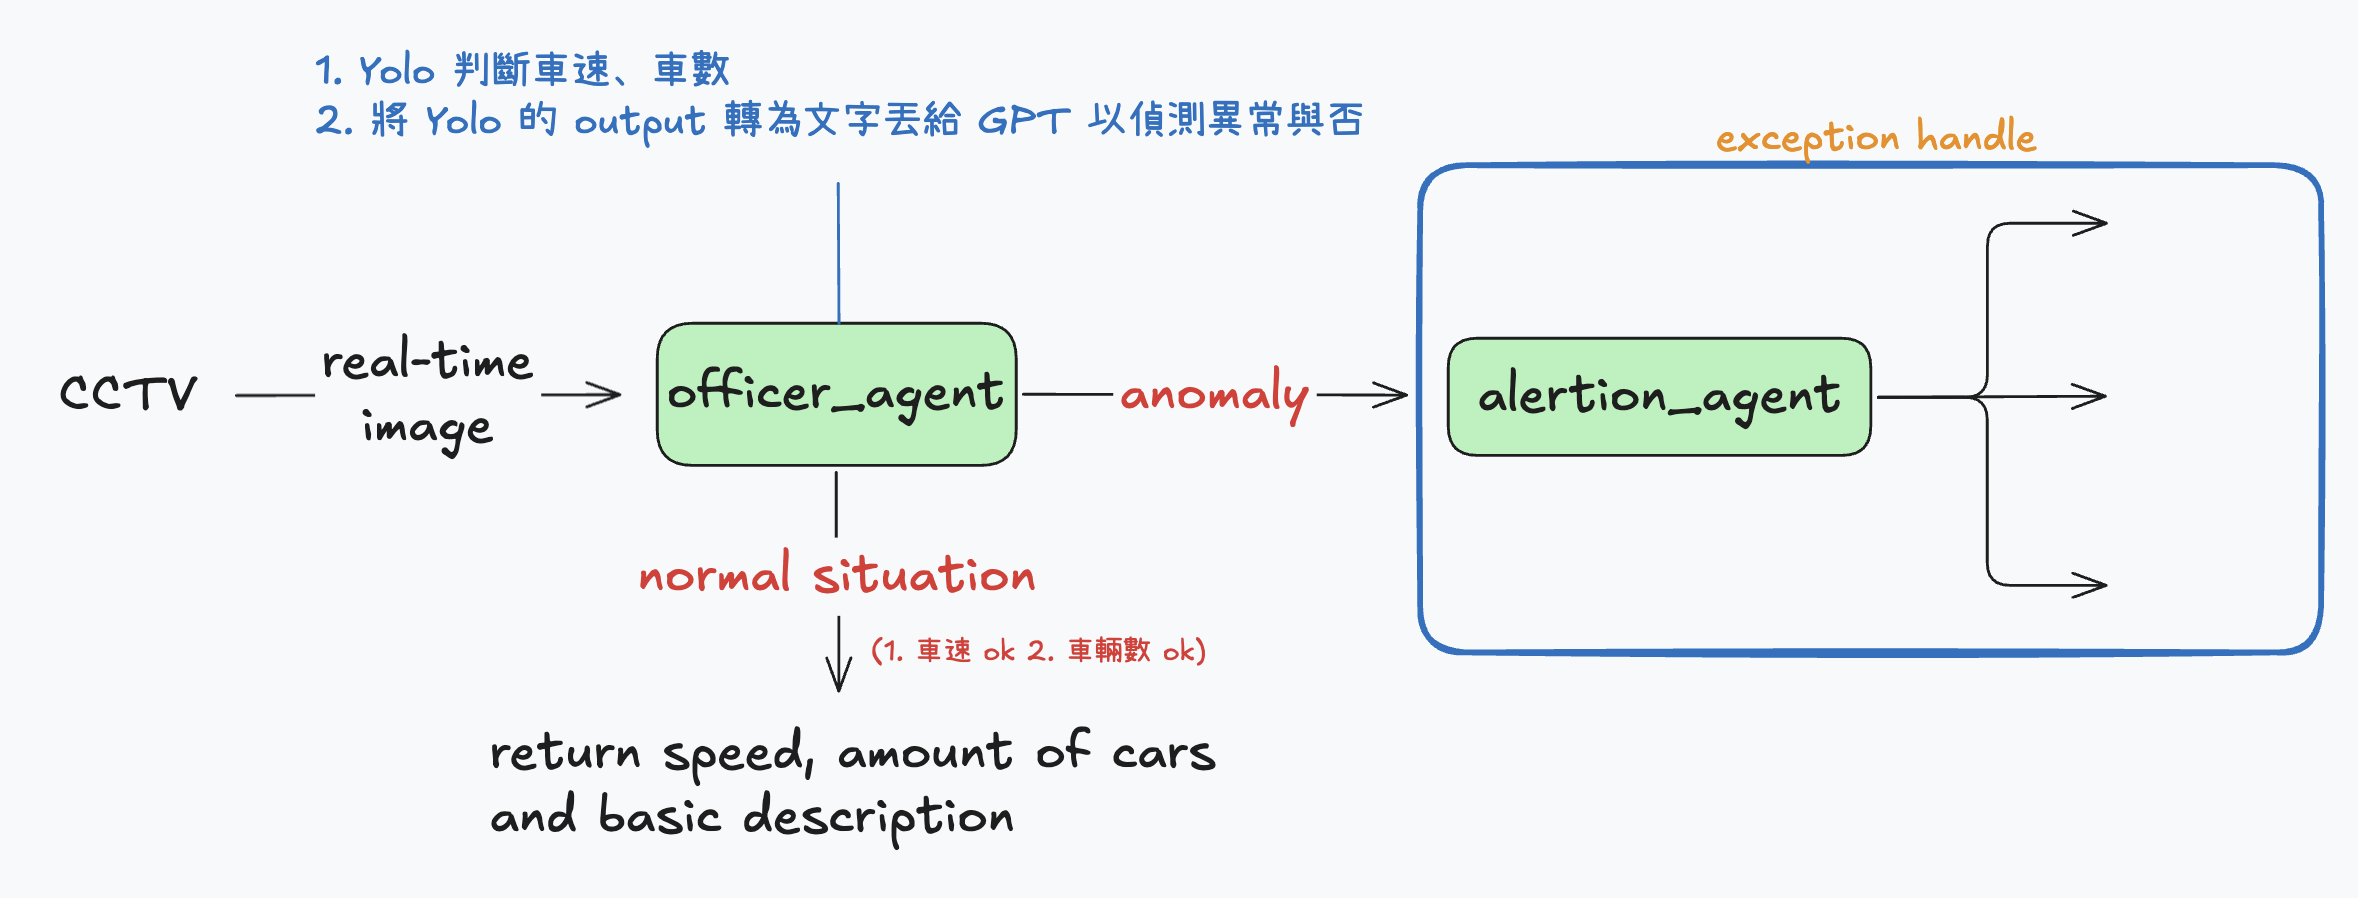 1. Yolo 判斷車速、車數
2. 將 Yolo 的 output 轉為文字丟給 GPT 以偵測異常與否
exception handle
CCTV
real-time
image
officer_agent
anomaly
alertion_agent
normal situation
(1. 車速 ok 2. 車輛數 ok)
return speed, amount of cars
and basic description